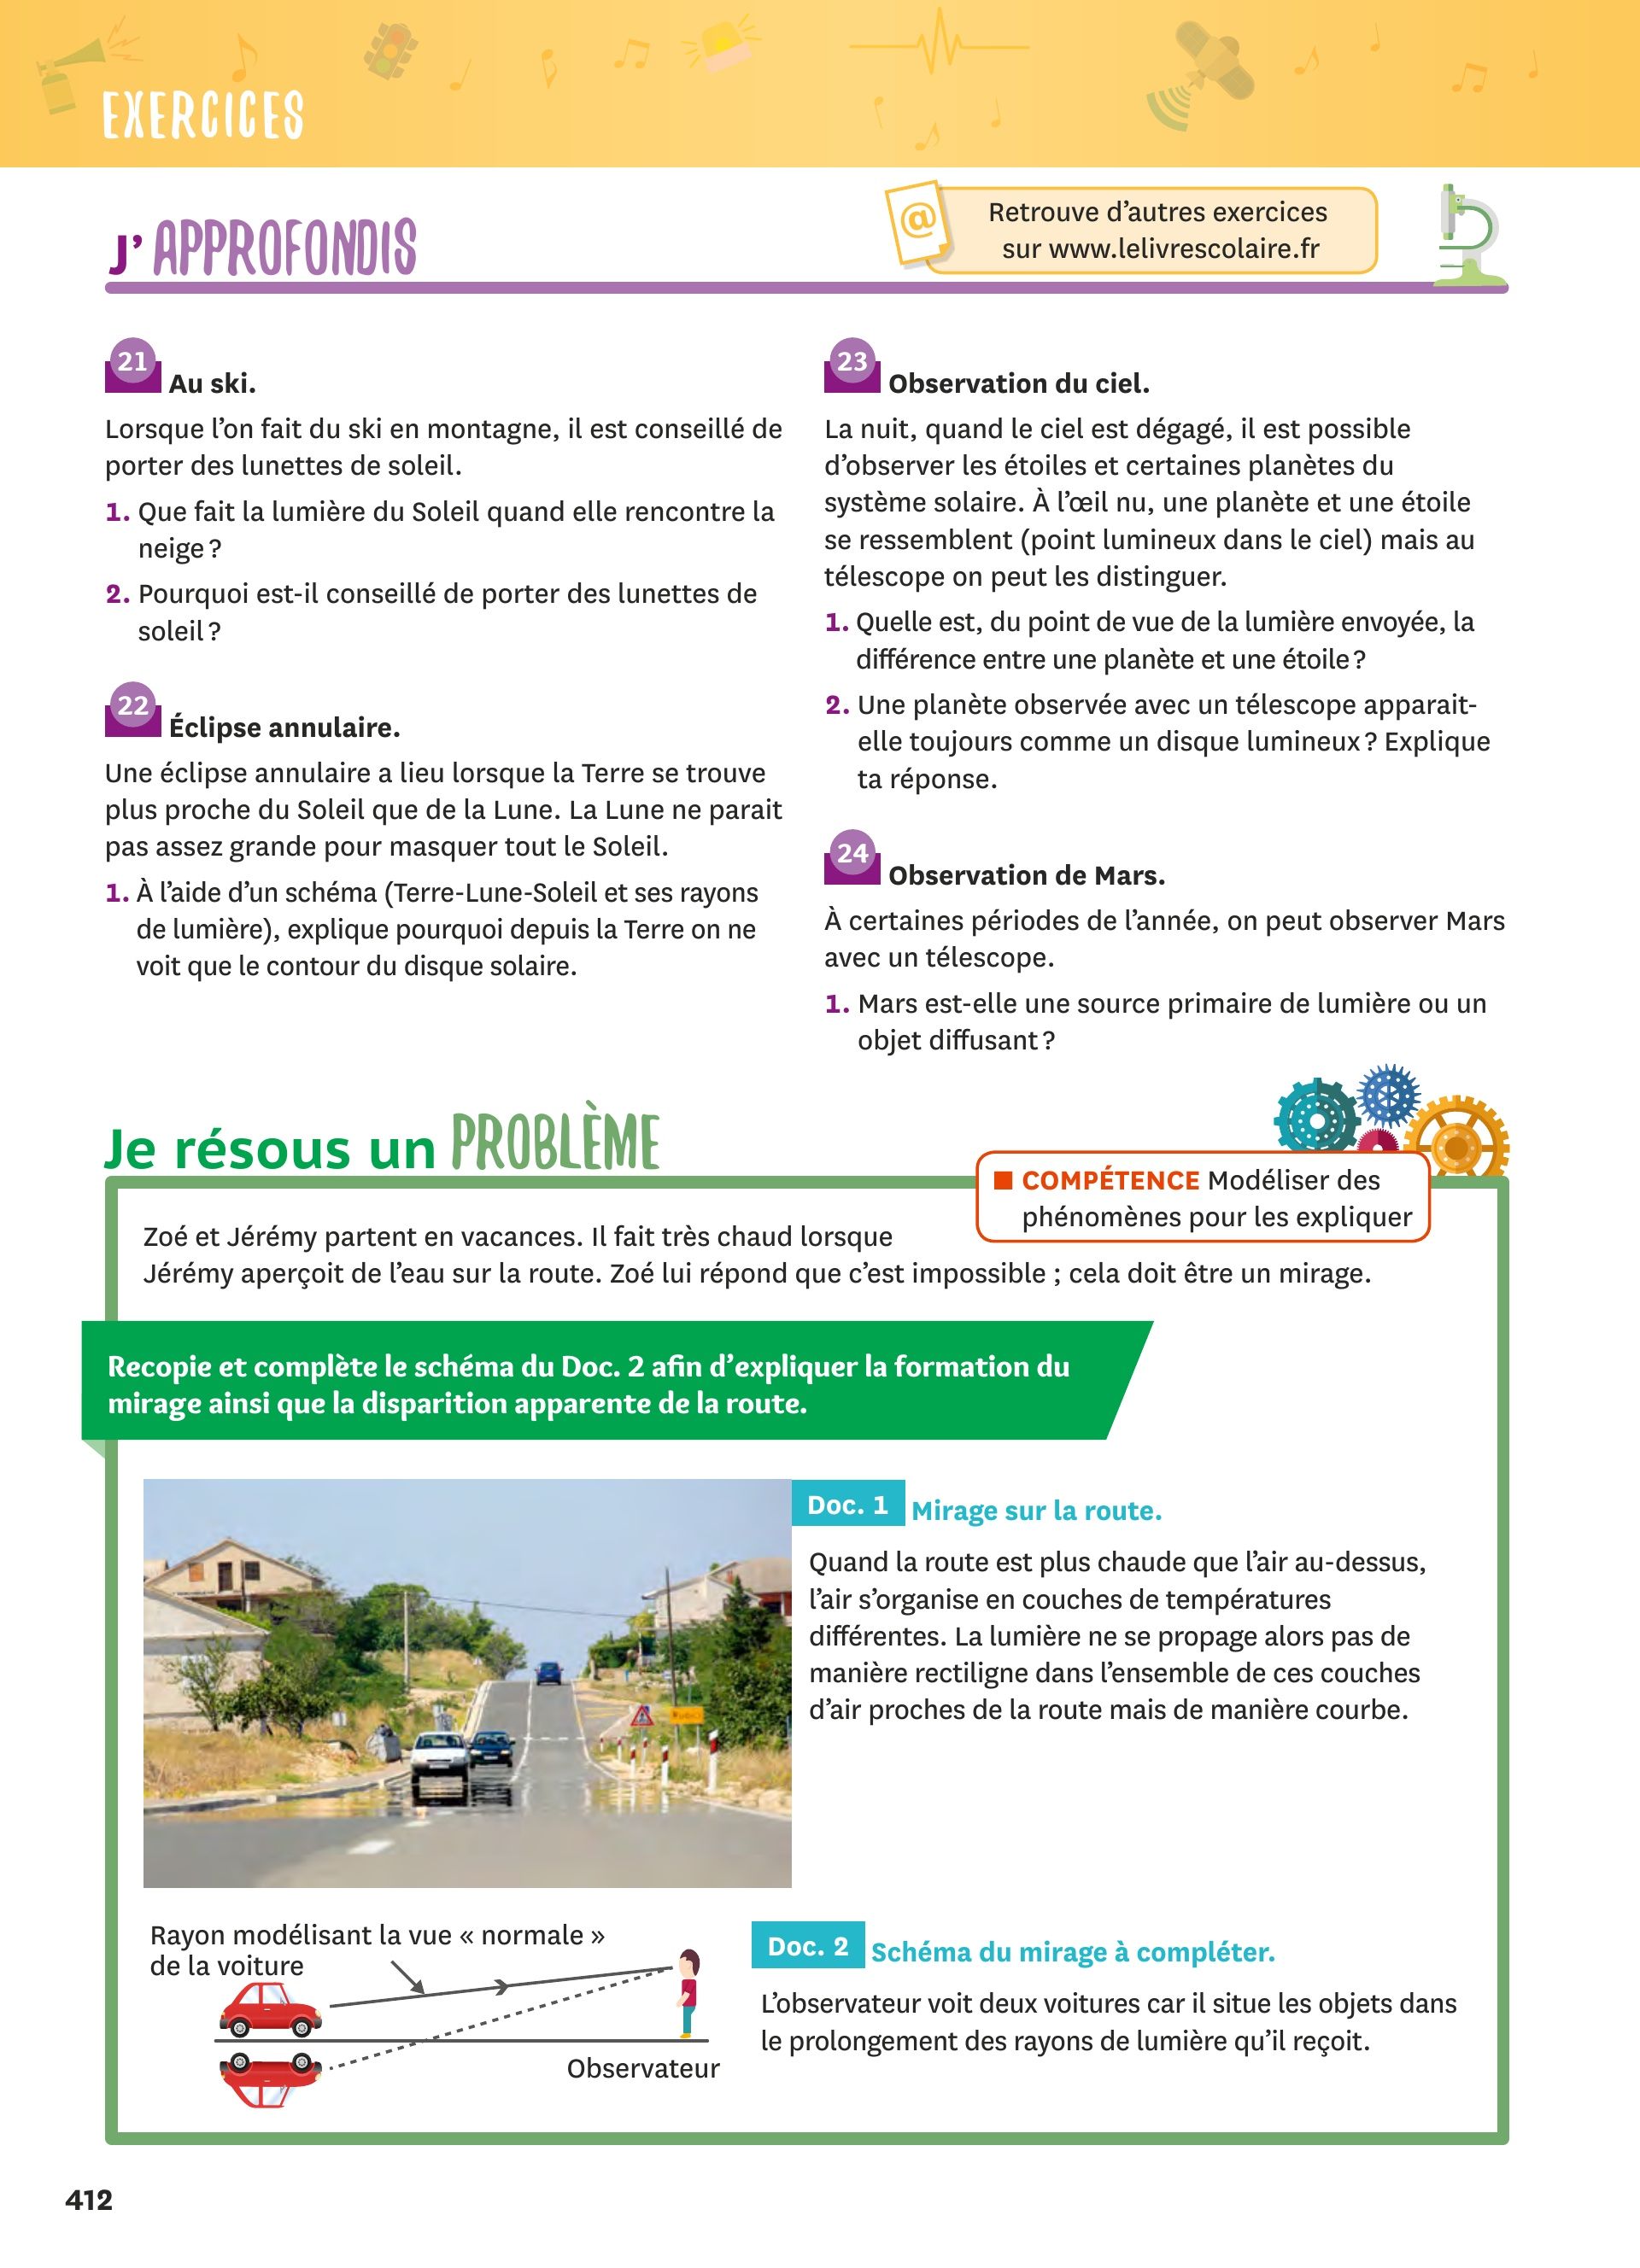 EXERCICES
J’APPROFONDIS
@
Retrouve d’autres exercices
sur www.lelivrescolaire.fr
21 Au ski.
Lorsque l’on fait du ski en montagne, il est conseillé de
porter des lunettes de soleil.
1. Que fait la lumière du Soleil quand elle rencontre la
neige ?
2. Pourquoi est-il conseillé de porter des lunettes de
soleil ?
22 Éclipse annulaire.
Une éclipse annulaire a lieu lorsque la Terre se trouve
plus proche du Soleil que de la Lune. La Lune ne parait
pas assez grande pour masquer tout le Soleil.
1. À l’aide d’un schéma (Terre-Lune-Soleil et ses rayons
de lumière), explique pourquoi depuis la Terre on ne
voit que le contour du disque solaire.
23 Observation du ciel.
La nuit, quand le ciel est dégagé, il est possible
d’observer les étoiles et certaines planètes du
système solaire. À l’œil nu, une planète et une étoile
se ressemblent (point lumineux dans le ciel) mais au
télescope on peut les distinguer.
1. Quelle est, du point de vue de la lumière envoyée, la
différence entre une planète et une étoile ?
2. Une planète observée avec un télescope apparait-
elle toujours comme un disque lumineux ? Explique
ta réponse.
24 Observation de Mars.
À certaines périodes de l’année, on peut observer Mars
avec un télescope.
1. Mars est-elle une source primaire de lumière ou un
objet diffusant ?
Je résous un PROBLÈME
COMPÉTENCE Modéliser des
phénomènes pour les expliquer
Zoé et Jérémy partent en vacances. Il fait très chaud lorsque
Jérémy aperçoit de l’eau sur la route. Zoé lui répond que c’est impossible ; cela doit être un mirage.
Recopie et complète le schéma du Doc. 2 afin d’expliquer la formation du
mirage ainsi que la disparition apparente de la route.
Doc. 1 Mirage sur la route.
Quand la route est plus chaude que l’air au-dessus,
l’air s’organise en couches de températures
différentes. La lumière ne se propage alors pas de
manière rectiligne dans l’ensemble de ces couches
d’air proches de la route mais de manière courbe.
Rayon modélisant la vue « normale »
de la voiture
Observateur
Doc. 2 Schéma du mirage à compléter.
L’observateur voit deux voitures car il situe les objets dans
le prolongement des rayons de lumière qu’il reçoit.
412